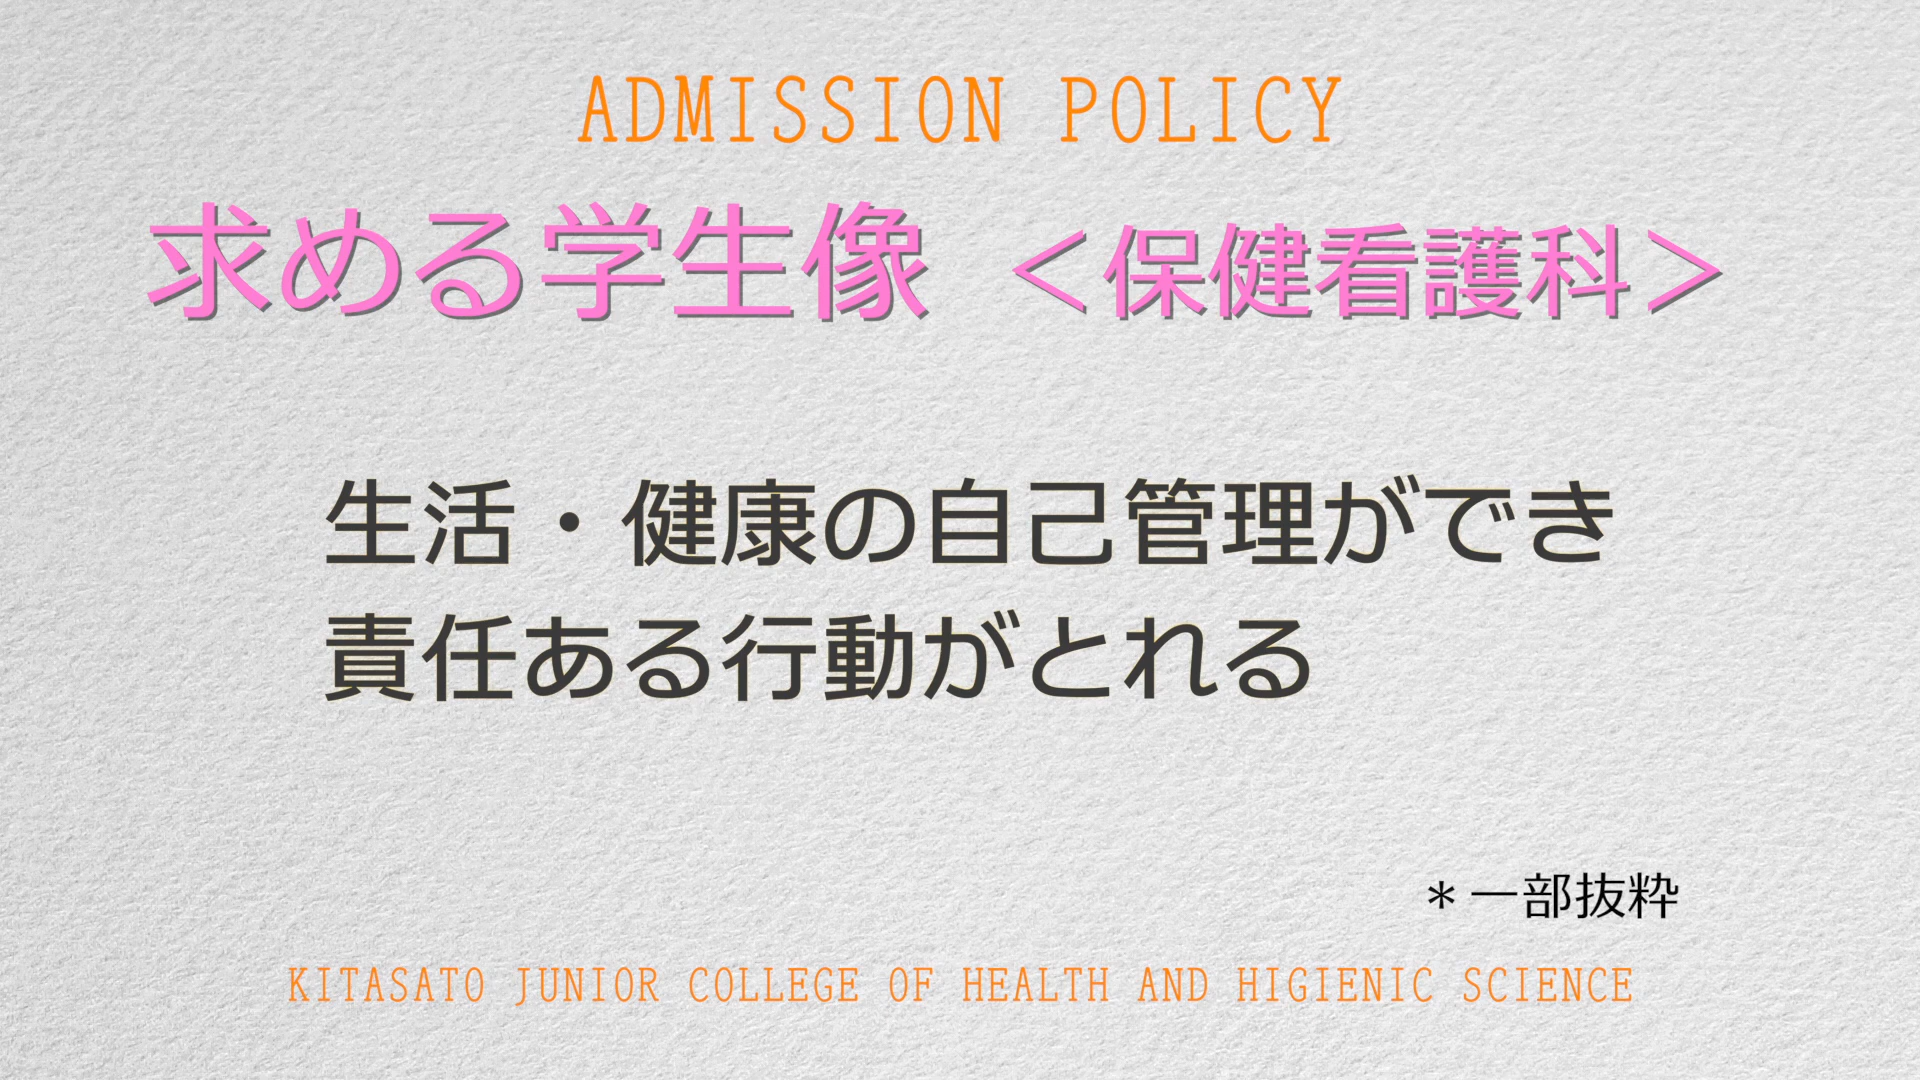 ADMISSION POLICY
求める学生像 ＜保健看護科＞
生活・健康の自己管理ができ
責任ある行動がとれる
＊一部抜粋
KITASATO JUNIOR COLLEGE OF HEALTH AND HIGIENIC SCIENCE